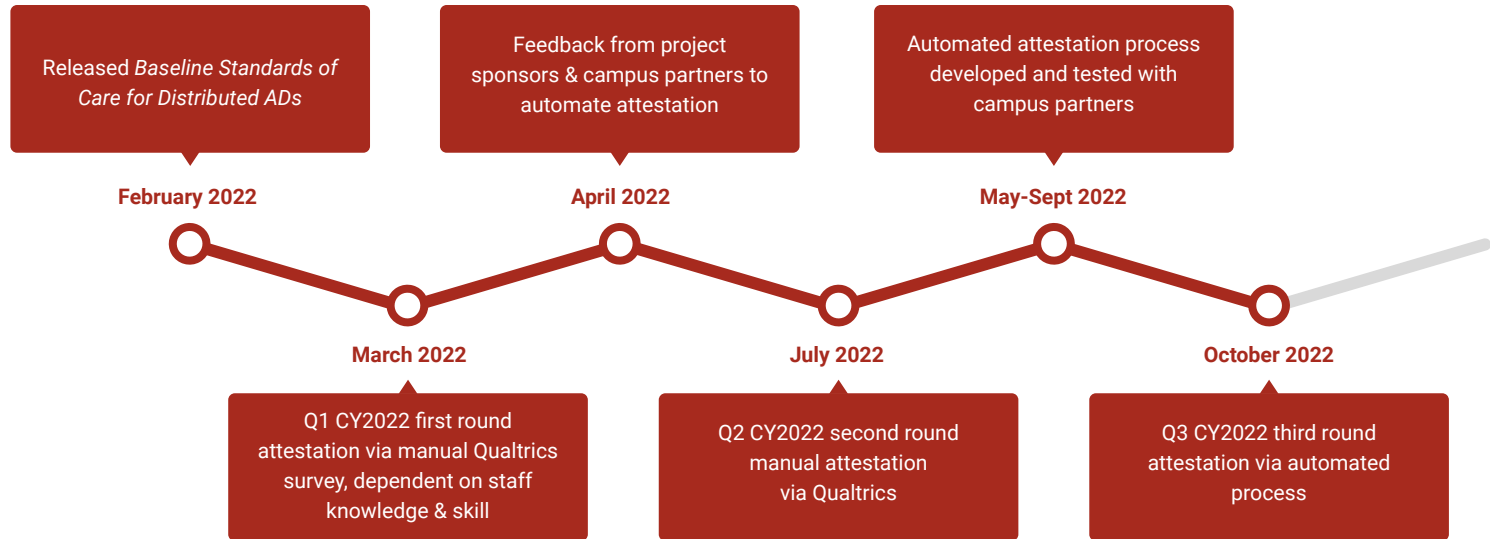 Released Baseline Standards of
Care for Distributed ADs
February 2022
Feedback from project
sponsors & campus partners to
automate attestation
April 2022
Automated attestation process
developed and tested with
campus partners
May-Sept 2022
March 2022
Q1 CY2022 first round
attestation via manual Qualtrics
survey, dependent on staff
knowledge & skill
July 2022
Q2 CY2022 second round
manual attestation
via Qualtrics
October 2022
Q3 CY2022 third round
attestation via automated
process